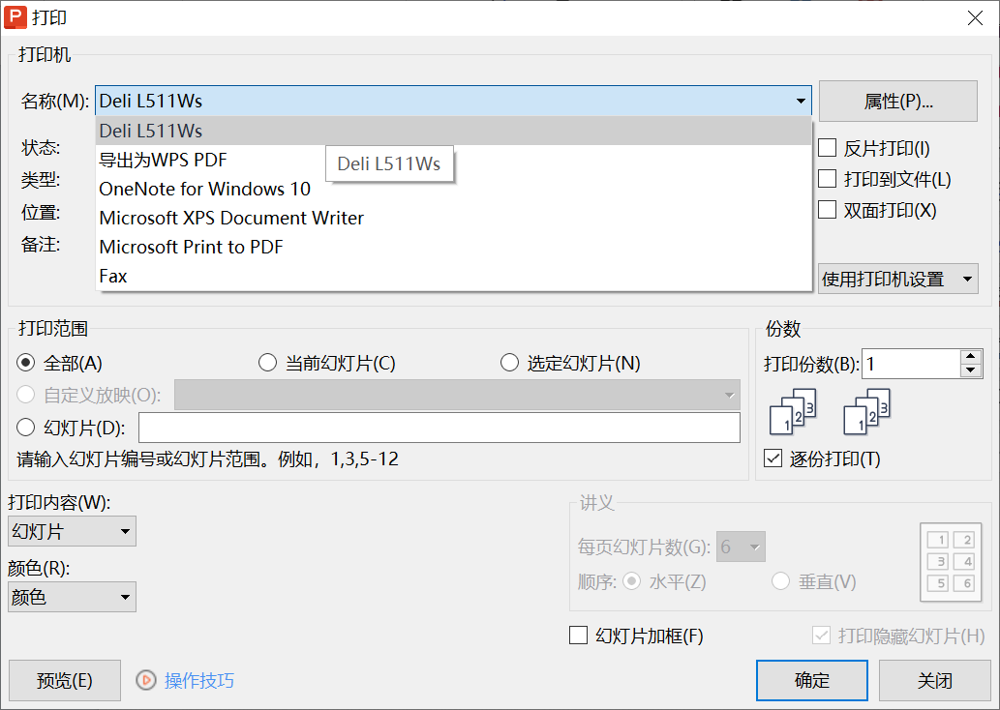 P 打印
打印机
名称(M): Deli L511Ws 属性(P)...
Deli L511Ws
状态: 导出为WPS PDF Deli L511Ws 反片打印(I)
类型: OneNote for Windows 10 打印到文件(L)
位置: Microsoft XPS Document Writer 双面打印(X)
备注: Microsoft Print to PDF
Fax 使用打印机设置
打印范围
全部(A) 当前幻灯片(C) 选定幻灯片(N)
自定义放映(O):
幻灯片(D):
请输入幻灯片编号或幻灯片范围。例如，1,3,5-12
份数
打印份数(B): 1
1 2 3 1 2 3
逐份打印(T)
打印内容(W):
幻灯片
颜色(R):
颜色
讲义
每页幻灯片数(G): 6
顺序: 水平(Z) 垂直(V)
1 2
3 4
5 6
幻灯片加框(F) 打印隐藏幻灯片(H)
预览(E) 操作技巧 确定 关闭